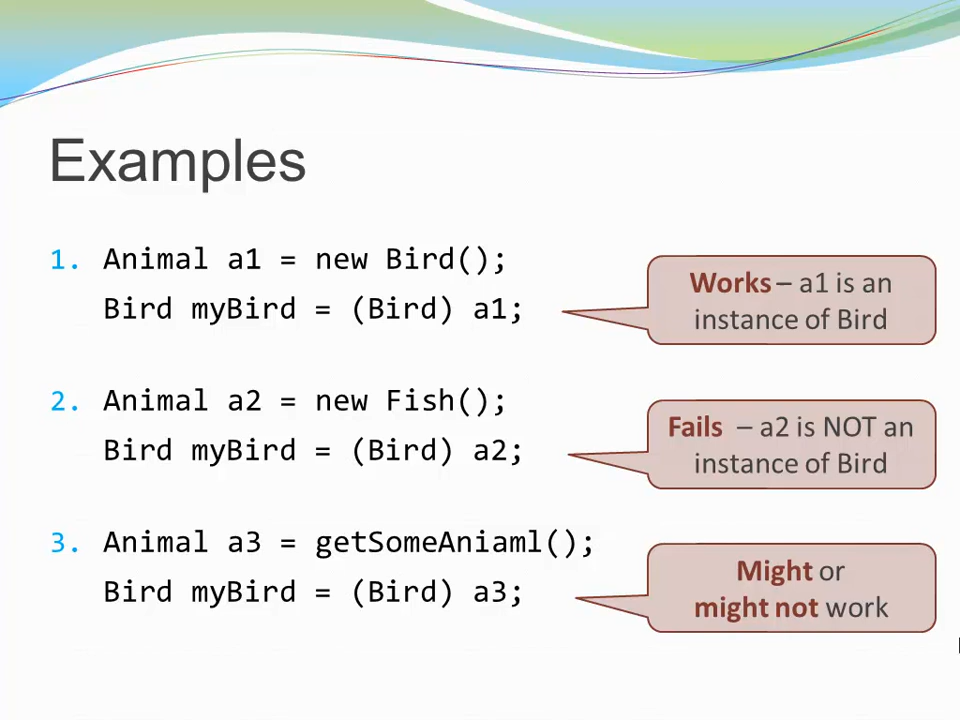 Examples
1. Animal a1 = new Bird();
Bird myBird = (Bird) a1;
Works – a1 is an
instance of Bird
2. Animal a2 = new Fish();
Bird myBird = (Bird) a2;
Fails – a2 is NOT an
instance of Bird
3. Animal a3 = getSomeAniaml();
Bird myBird = (Bird) a3;
Might or
might not work